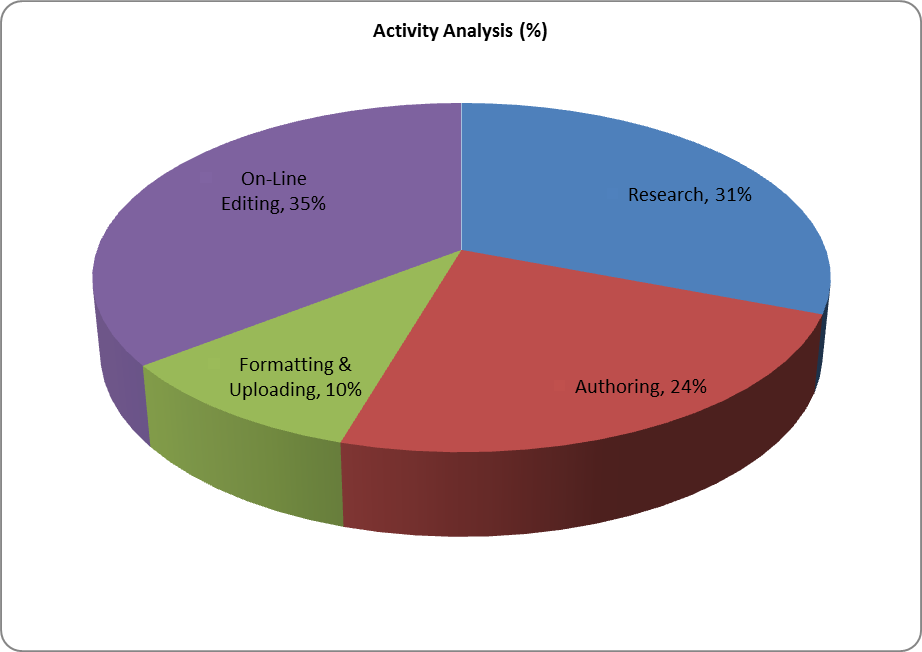 Activity Analysis (%)
On-Line
Editing, 35%
Research, 31%
Formatting &
Uploading, 10%
Authoring, 24%